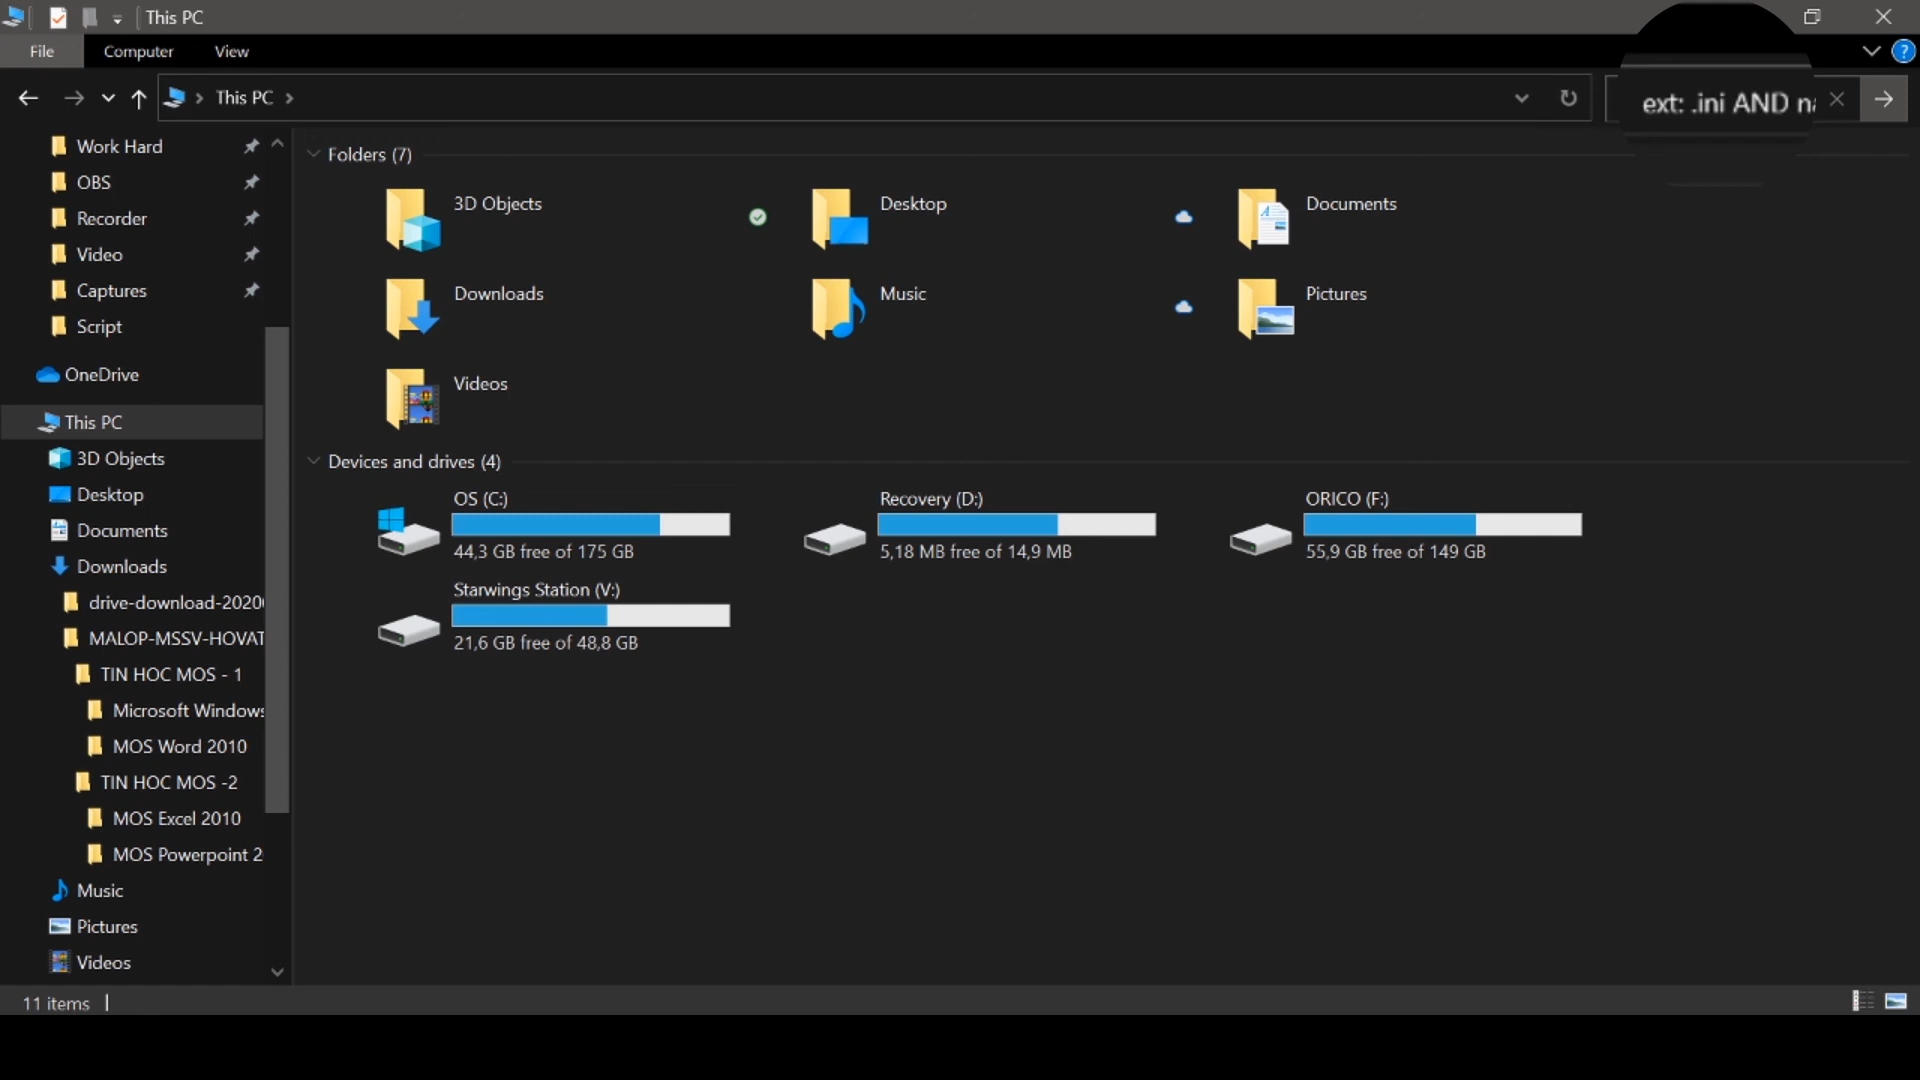 This PC
File Computer View
This PC
ext: .ini AND
Work Hard
OBS
Recorder
Video
Captures
Script
OneDrive
This PC
3D Objects
Desktop
Documents
Downloads
drive-download-2020
MALOP-MSSV-HOVAT
TIN HOC MOS - 1
Microsoft Windows
MOS Word 2010
TIN HOC MOS -2
MOS Excel 2010
MOS Powerpoint 2
Music
Pictures
Videos
Folders (7)
3D Objects
Desktop
Documents
Downloads
Music
Pictures
Videos
Devices and drives (4)
OS (C:)
44,3 GB free of 175 GB
Recovery (D:)
5,18 MB free of 14,9 MB
ORICO (F:)
55,9 GB free of 149 GB
Starwings Station (V:)
21,6 GB free of 48,8 GB
11 items